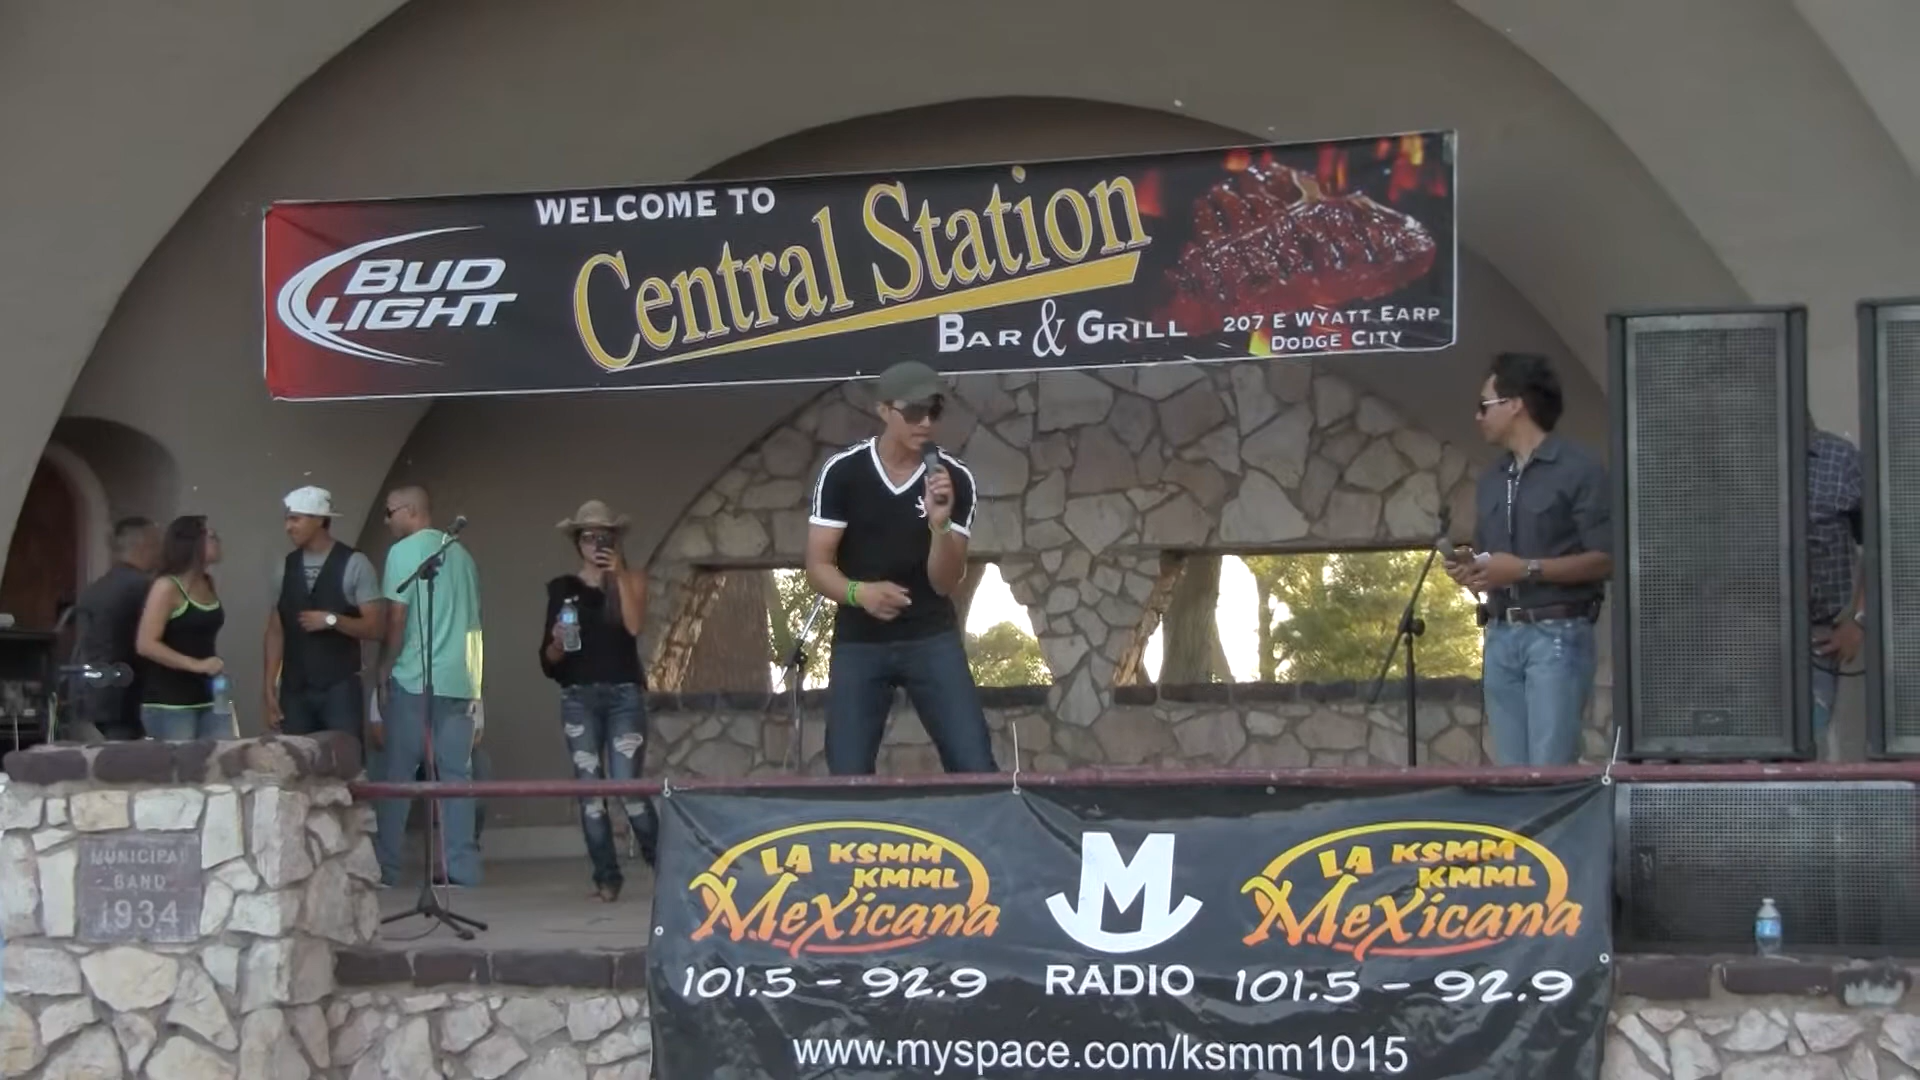 WELCOME TO
BUD LIGHT
Central Station
BAR & GRILL
207 E WYATT EARP
DODGE CITY
MUNICIPAL
BAND
1934
LA KSMM
KMML
Mexicana
101.5 - 92.9
M
RADIO
LA KSMM
KMML
Mexicana
101.5 - 92.9
www.myspace.com/ksmm1015